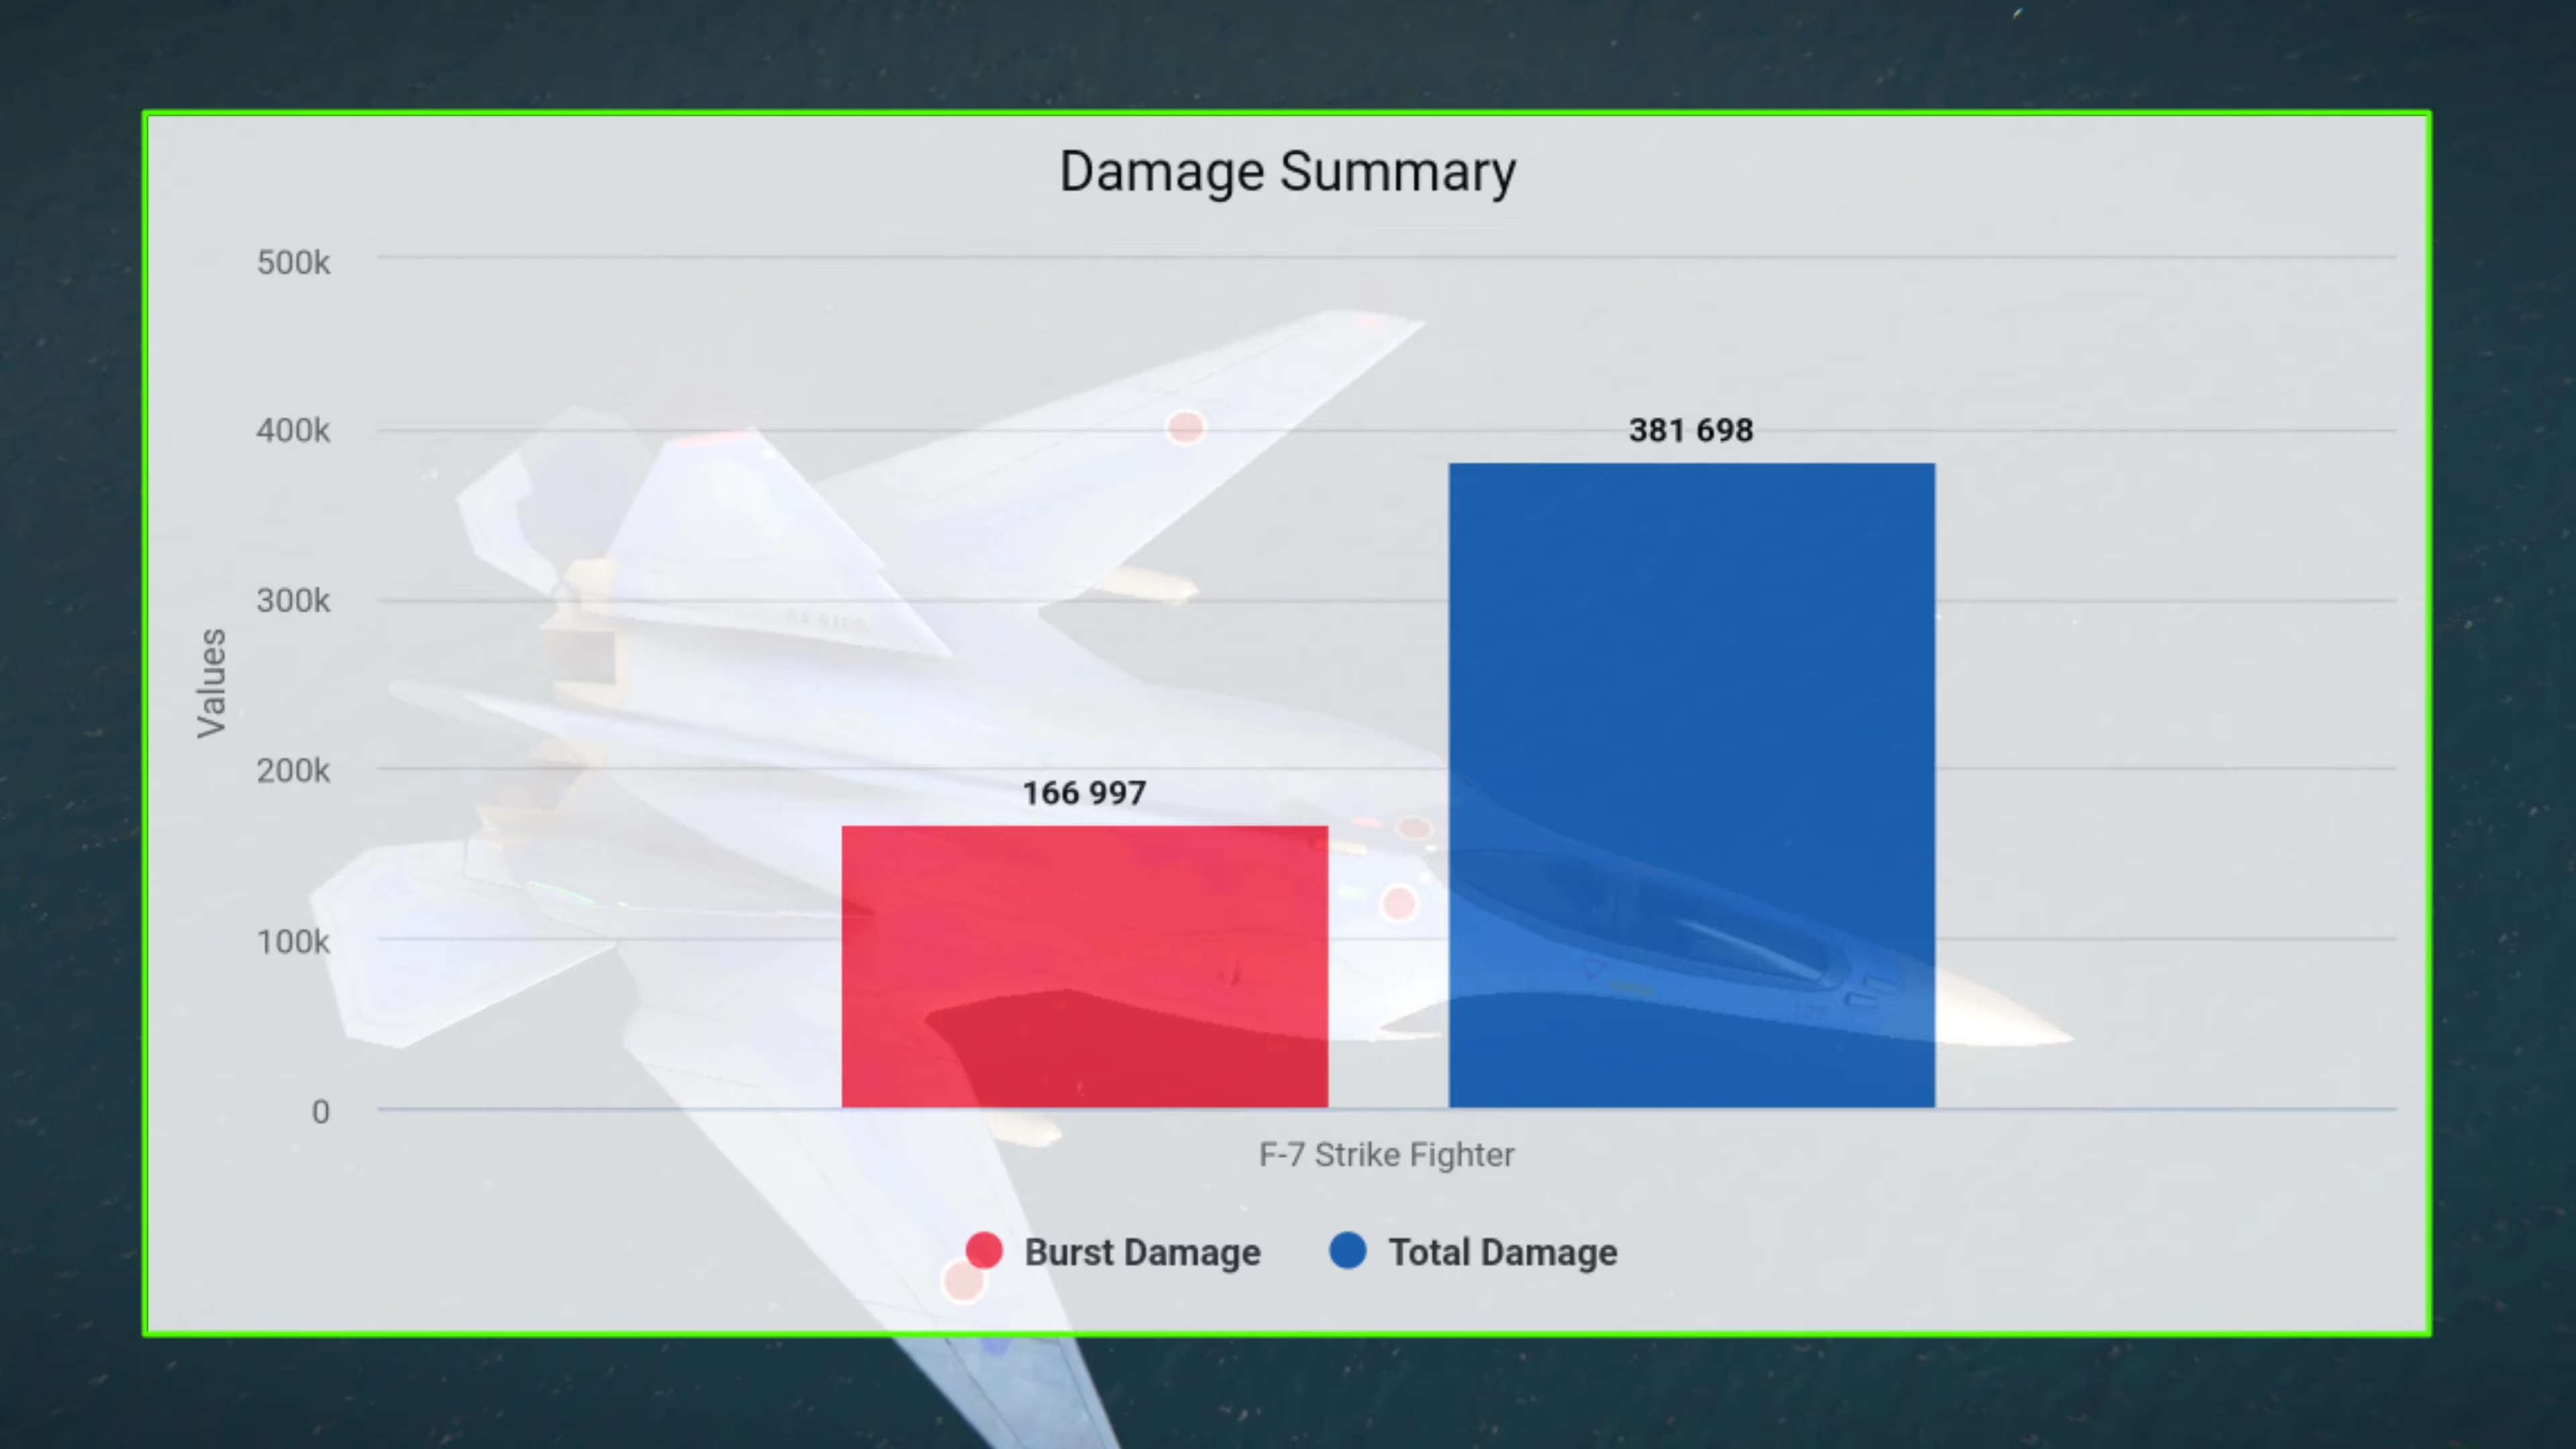 Damage Summary
500k
400k
381 698
300k
Values
200k
166 997
100k
0
F-7 Strike Fighter
Burst Damage
Total Damage